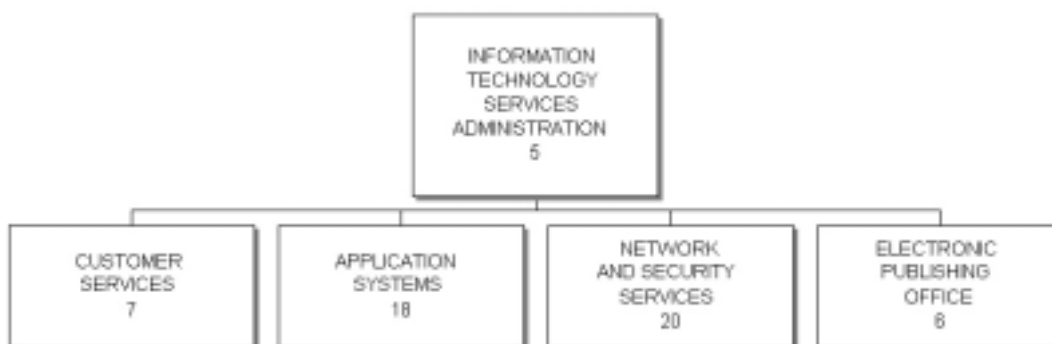 INFORMATION
TECHNOLOGY
SERVICES
ADMINISTRATION
5
CUSTOMER
SERVICES
7
APPLICATION
SYSTEMS
18
NETWORK
AND SECURITY
SERVICES
20
ELECTRONIC
PUBLISHING
OFFICE
6